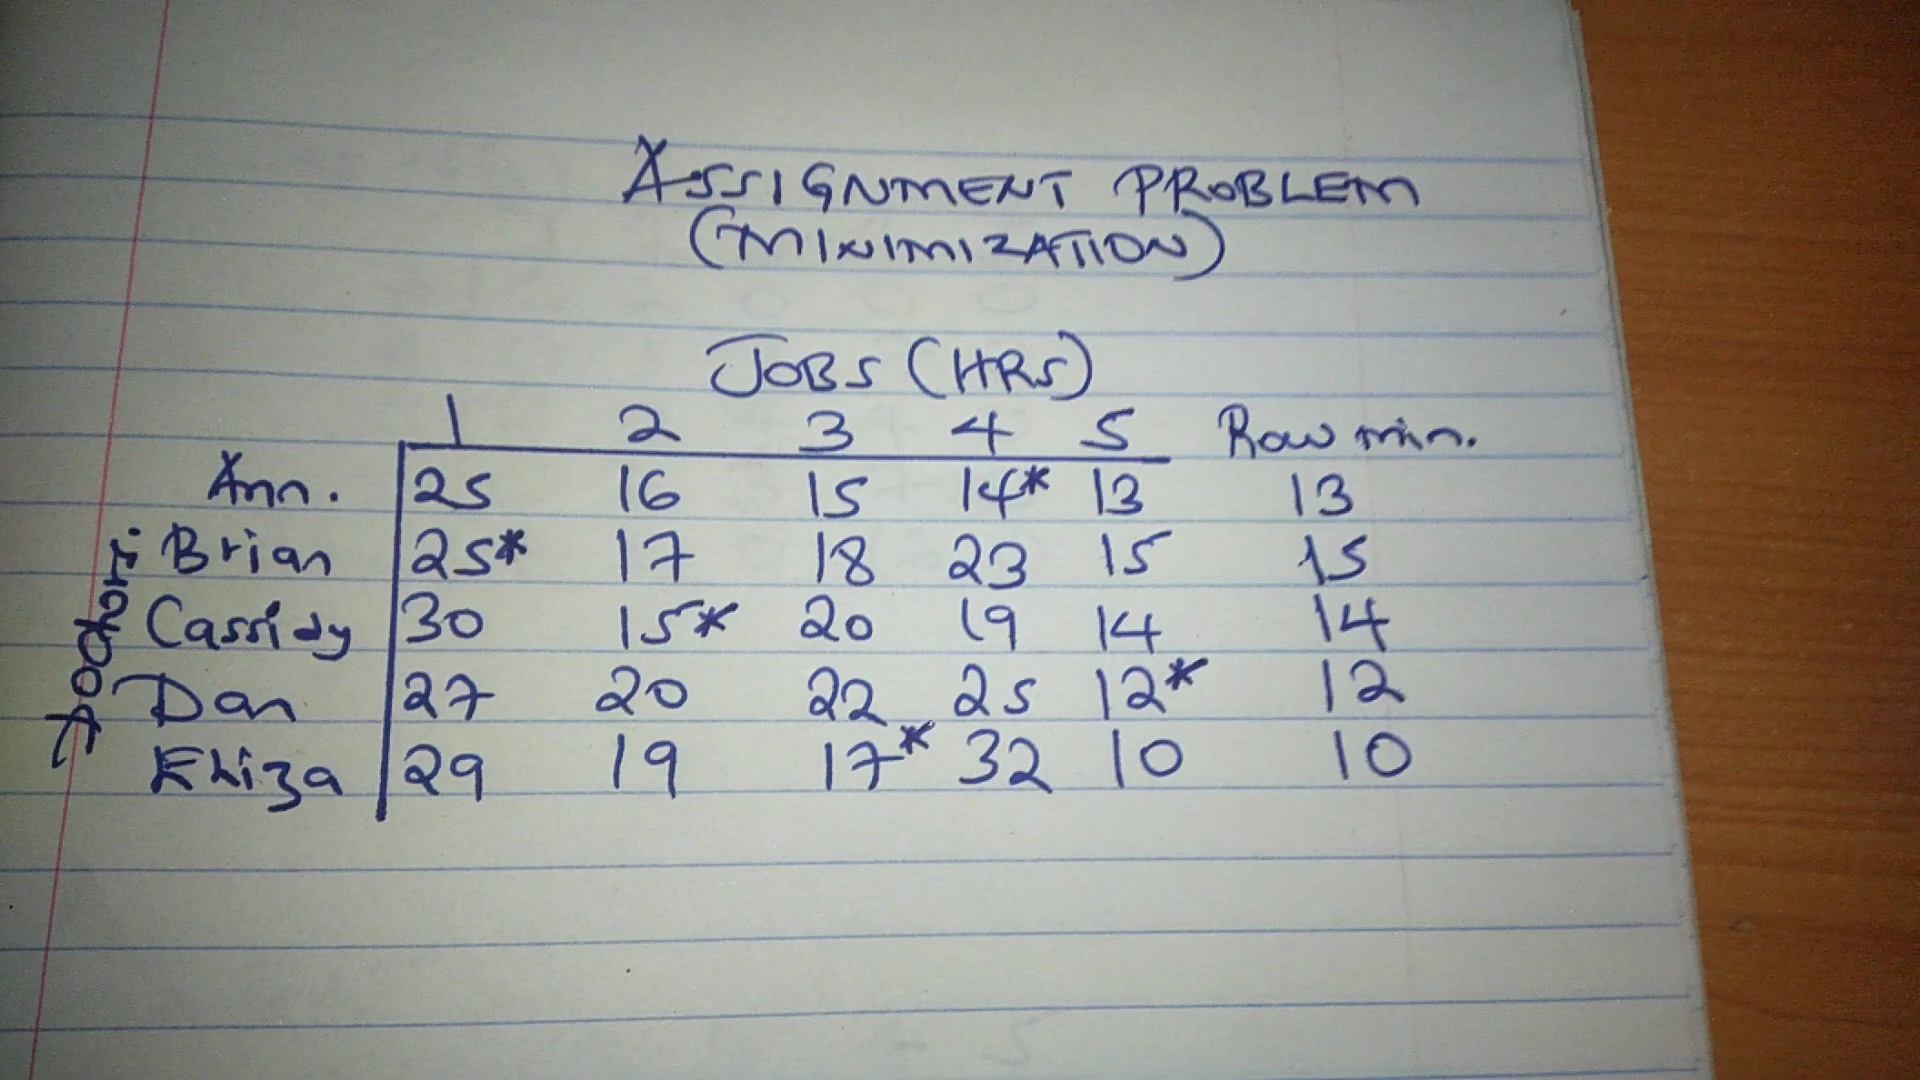 ASSIGNMENT PROBLEM
(MINIMIZATION)
JOBS (HRS)
1 2 3 4 5 Row min.
Ann. 25 16 15 14* 13 13
Brian 25* 17 18 23 15 15
Cassidy 30 15* 20 19 14 14
Dan 27 20 22 25 12* 12
Eliza 29 19 17* 32 10 10